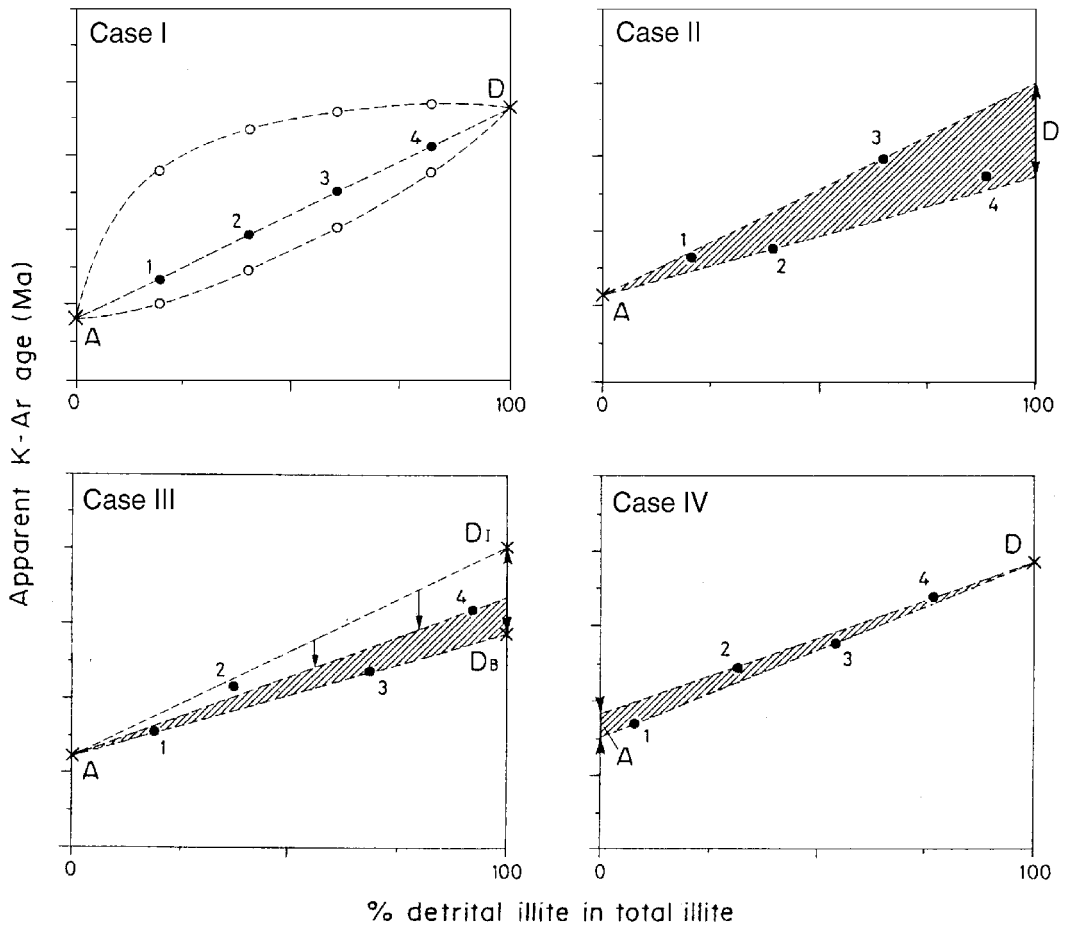 Apparent K-Ar age (Ma)
Case I
D
4
3
2
1
A
0
100
Case II
3
D
1
4
2
A
0
100
Case III
DI
4
2
DB
3
1
A
0
100
Case IV
D
4
2
3
1
A
0
100
% detrital illite in total illite